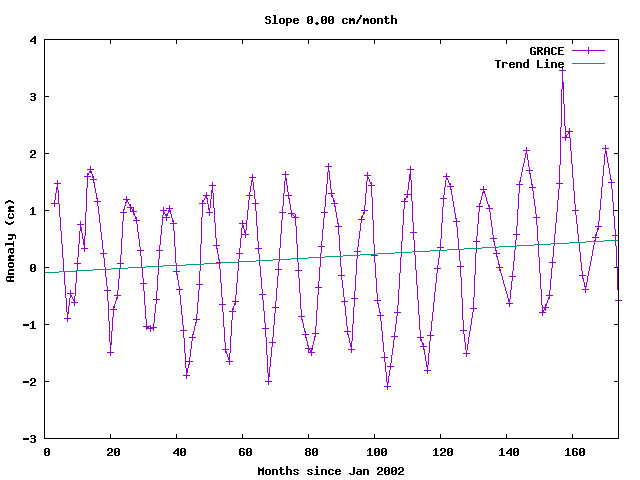 Slope 0.00 cm/month
GRACE
Trend Line
4
3
2
1
0
-1
-2
-3
Anomaly (cm)
0 20 40 60 80 100 120 140 160
Months since Jan 2002